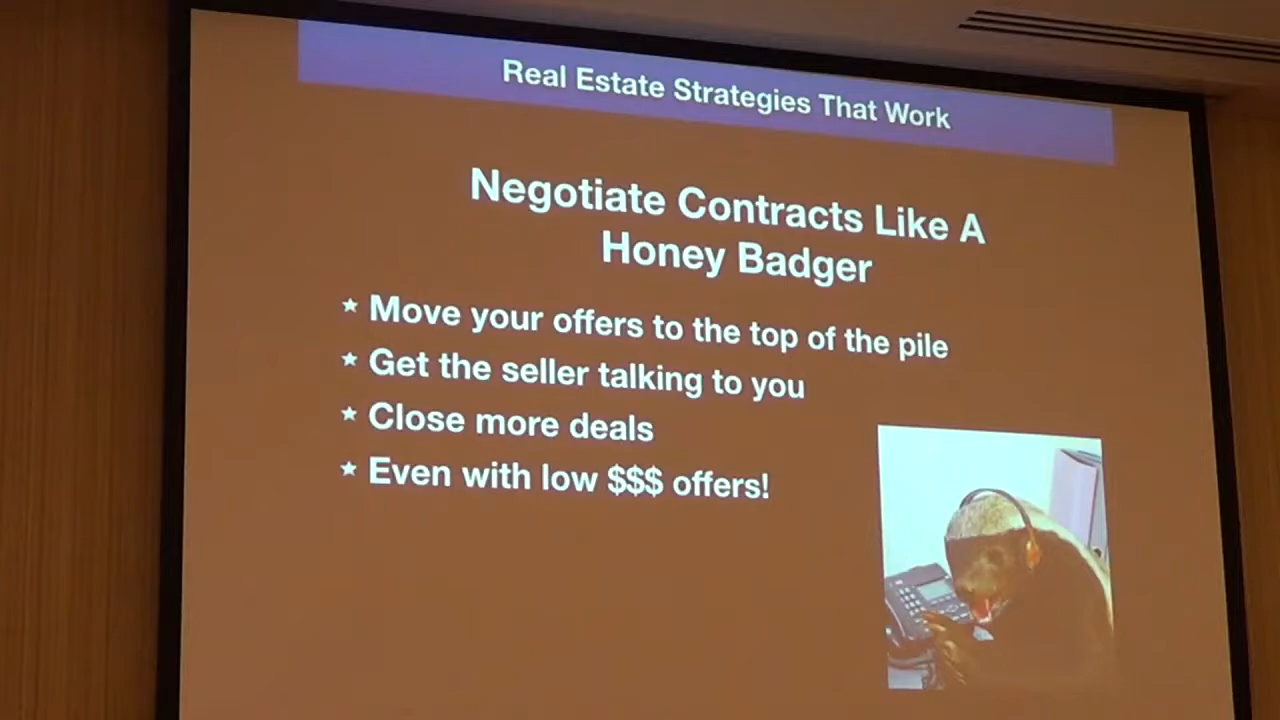 Real Estate Strategies That Work
Negotiate Contracts Like A
Honey Badger
* Move your offers to the top of the pile
* Get the seller talking to you
* Close more deals
* Even with low $$$ offers!